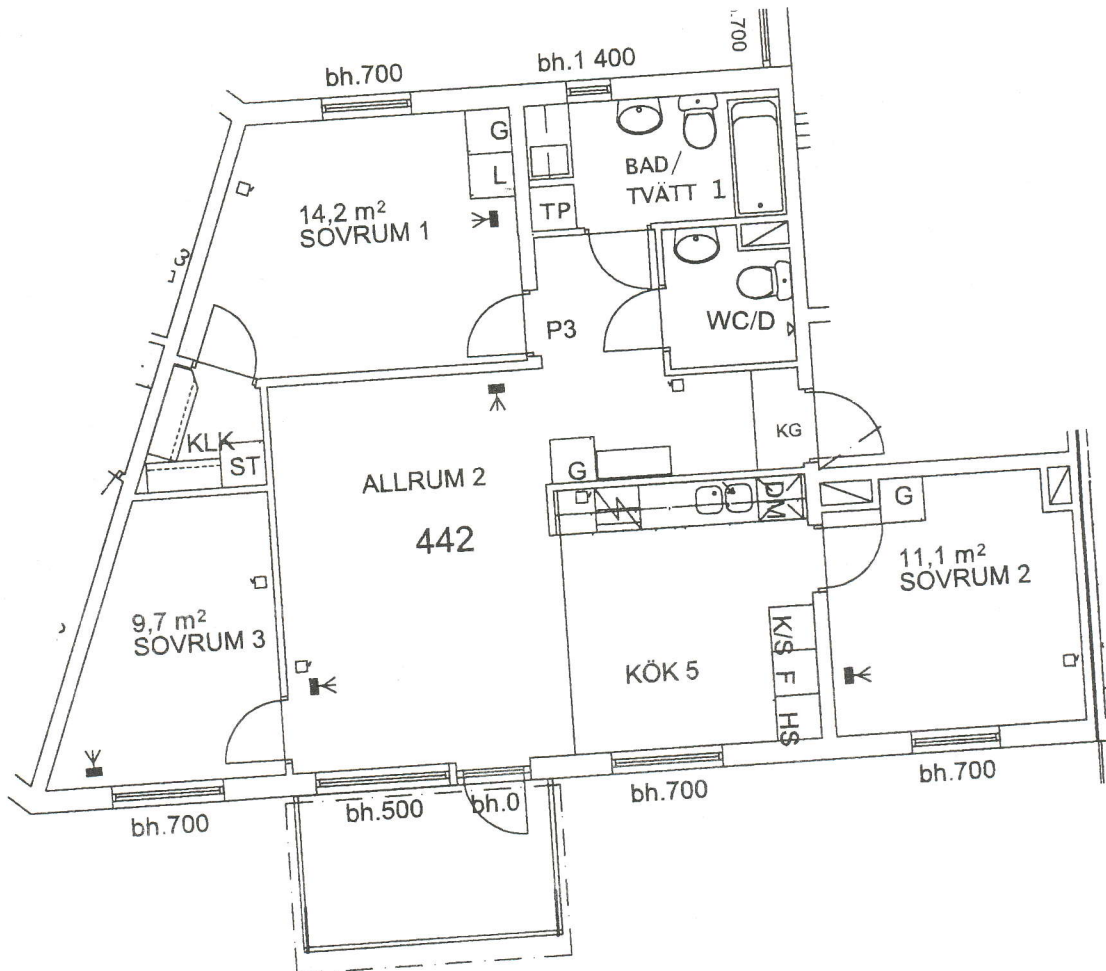 bh.700
bh.1 400
.700
G
L
14,2 m²
SOVRUM 1
BAD/
TVÄTT 1
TP
P3
WC/D
KLK
ST
ALLRUM 2
442
G
KG
DM
G
11,1 m²
SOVRUM 2
9,7 m²
SOVRUM 3
KÖK 5
K/S
F
HS
bh.700
bh.500
bh.0
bh.700
bh.700